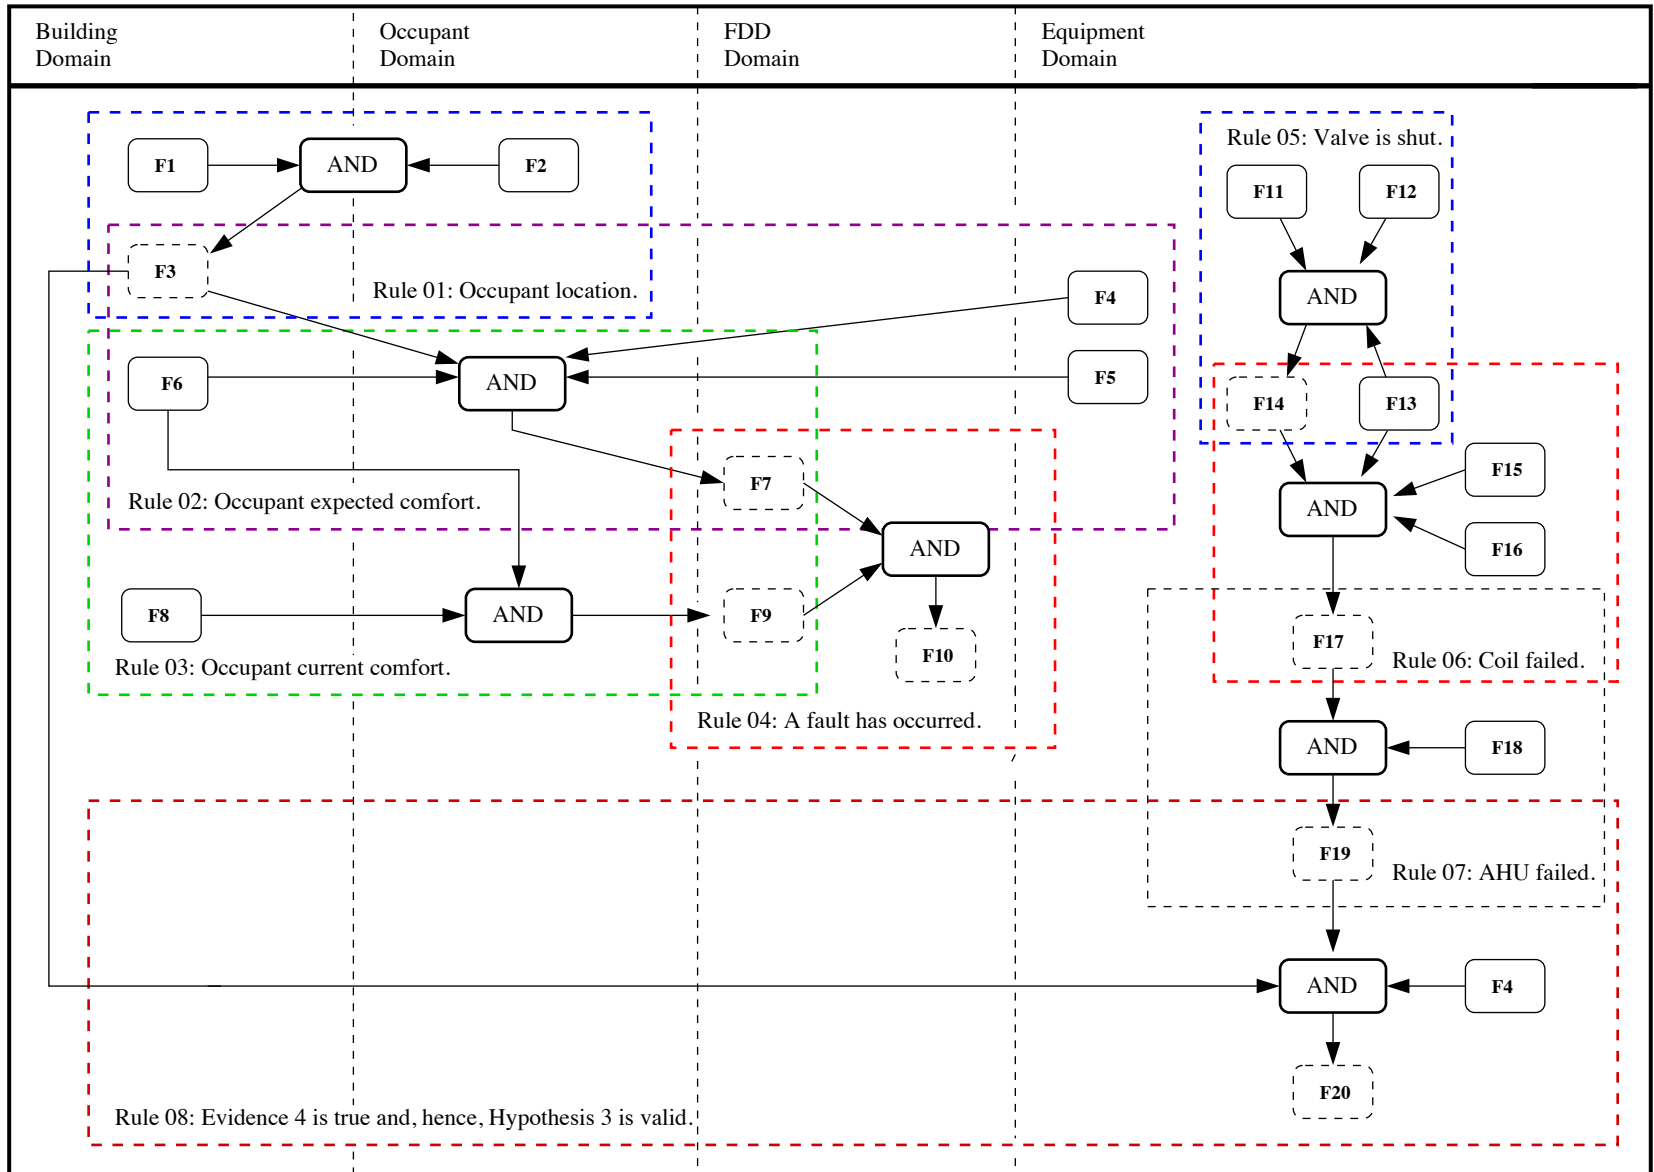 Building
Domain
Occupant
Domain
FDD
Domain
Equipment
Domain
F1
AND
F2
F3
Rule 01: Occupant location.
F4
F6
AND
F5
F7
Rule 02: Occupant expected comfort.
AND
F8
AND
F9
F10
Rule 03: Occupant current comfort.
Rule 04: A fault has occurred.
Rule 05: Valve is shut.
F11
F12
AND
F14
F13
F15
AND
F16
F17
Rule 06: Coil failed.
AND
F18
F19
Rule 07: AHU failed.
AND
F4
F20
Rule 08: Evidence 4 is true and, hence, Hypothesis 3 is valid.